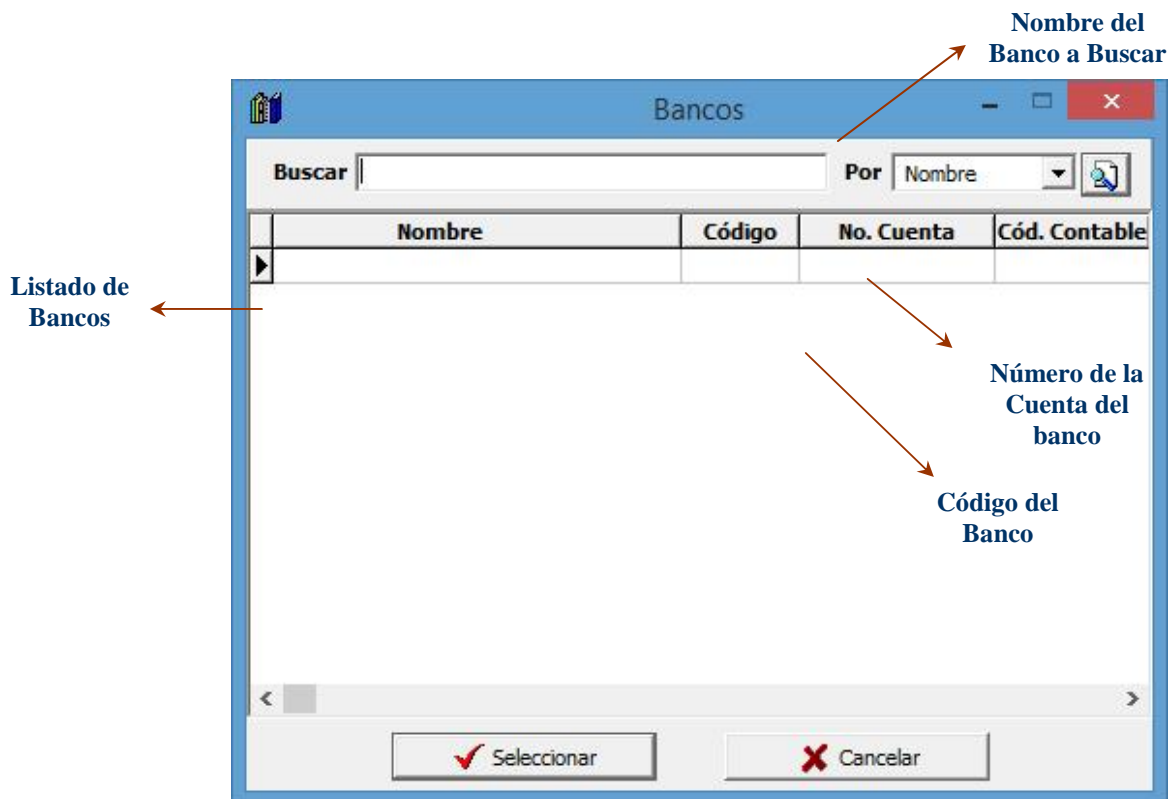 Nombre del
Banco a Buscar
Bancos
Buscar Por Nombre
Nombre Código No. Cuenta Cód. Contable
Listado de
Bancos
Número de la
Cuenta del
banco
Código del
Banco
Seleccionar Cancelar